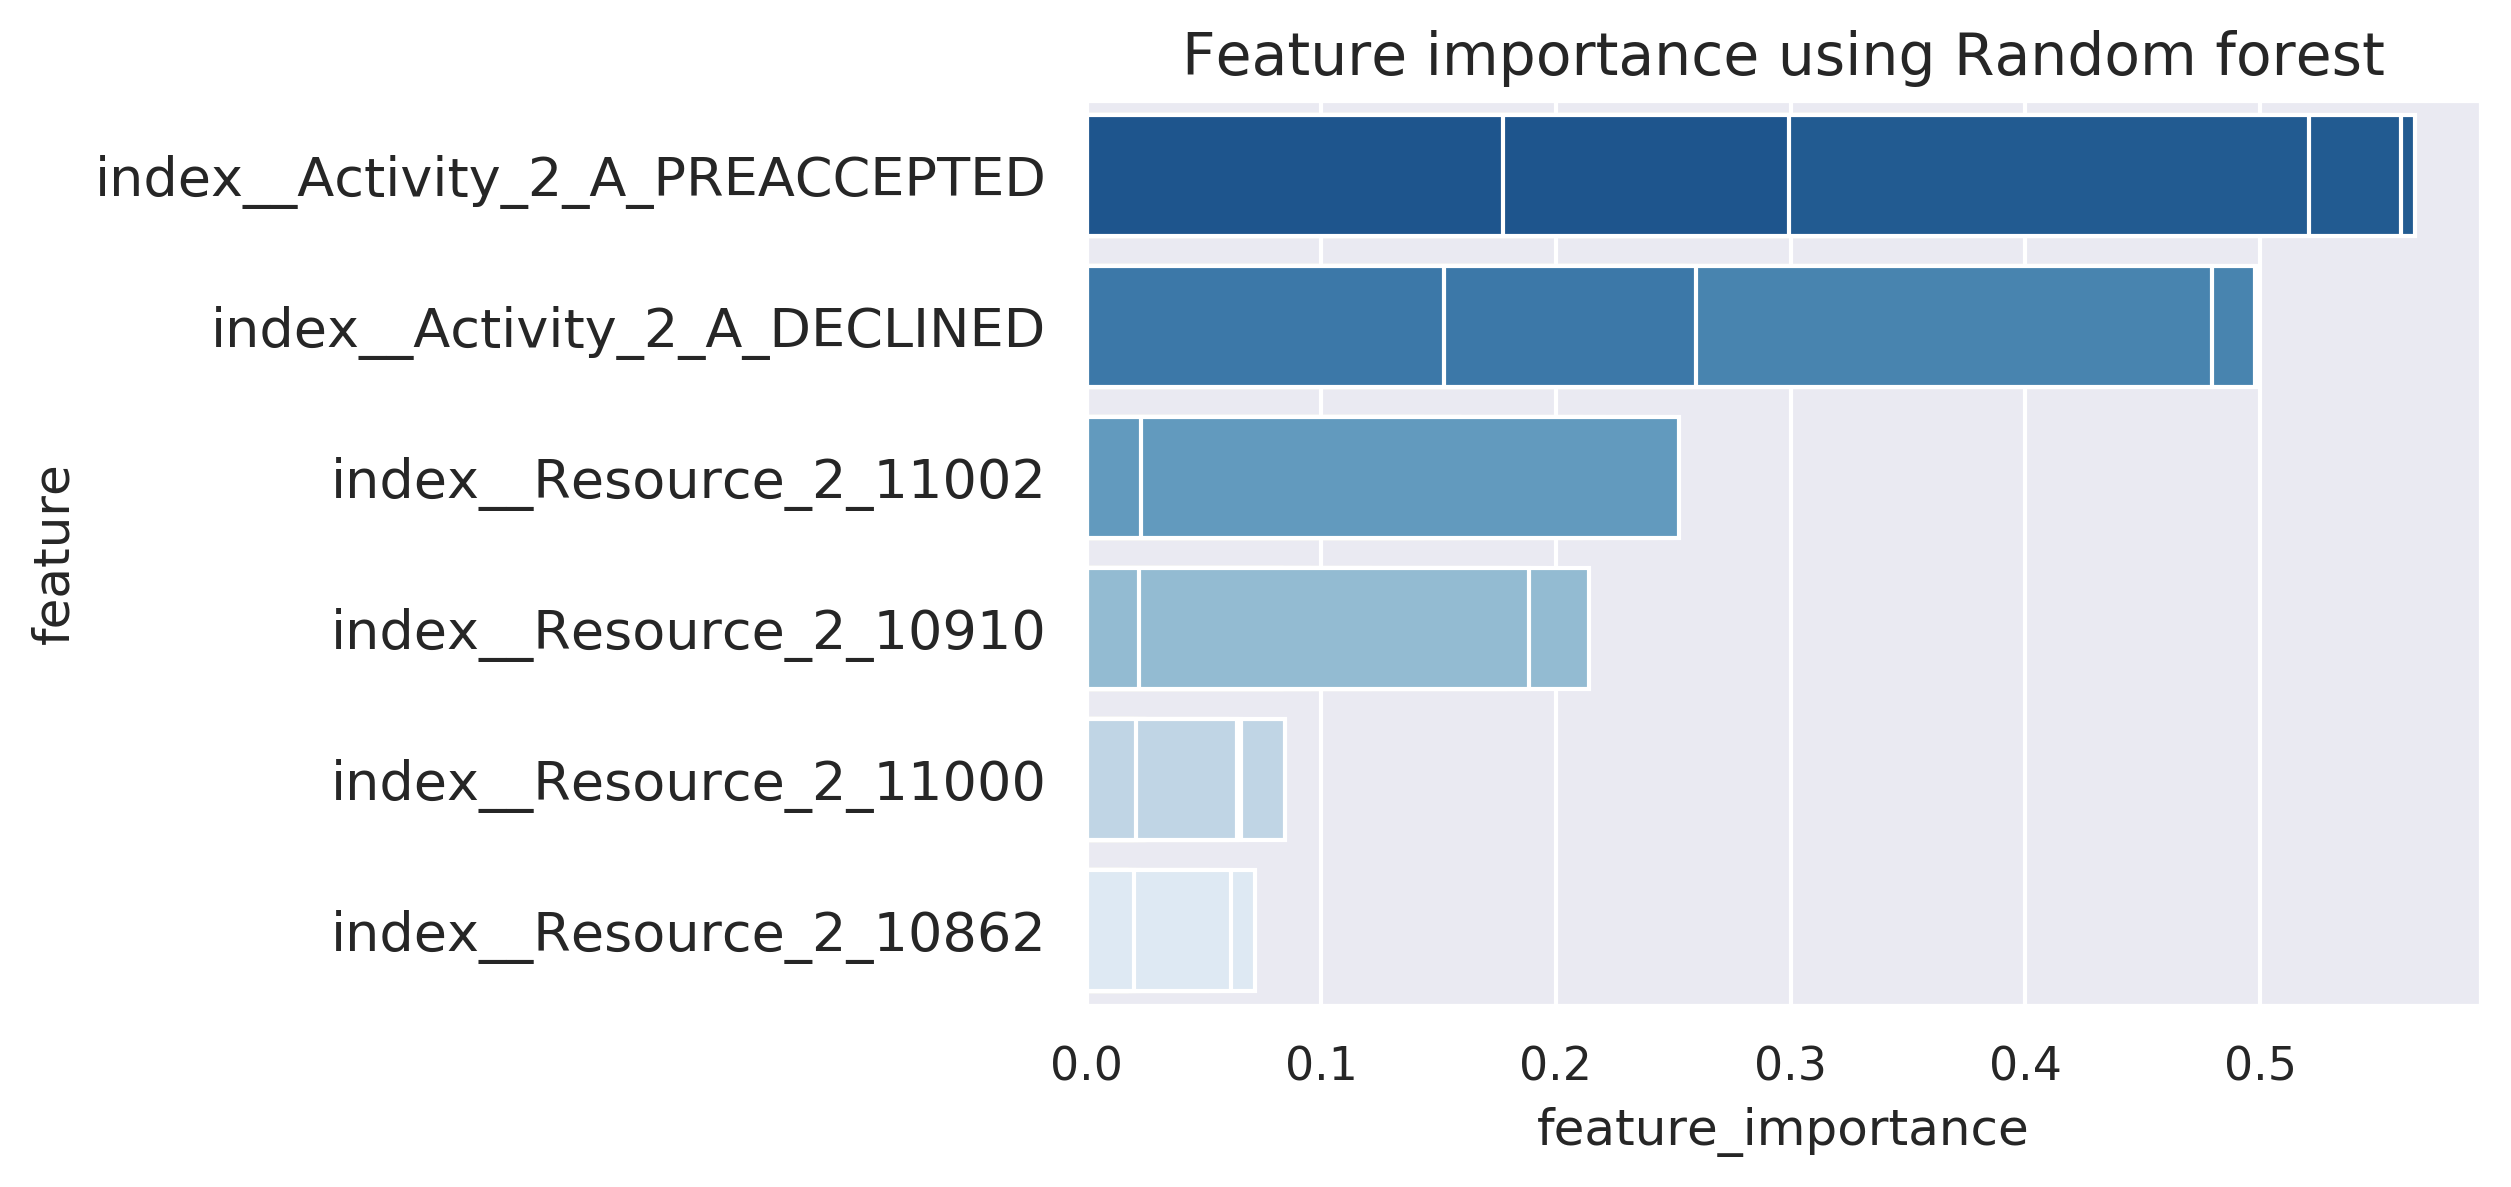 Feature importance using Random forest
index__Activity_2_A_PREACCEPTED
index__Activity_2_A_DECLINED
index__Resource_2_11002
index__Resource_2_10910
index__Resource_2_11000
index__Resource_2_10862
feature
0.0 0.1 0.2 0.3 0.4 0.5
feature_importance